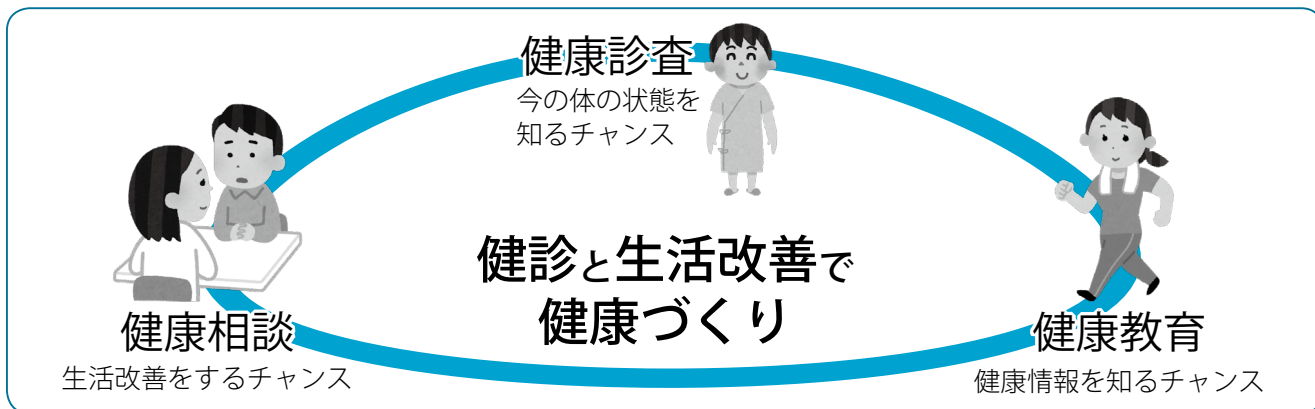 健康診査
今の体の状態を
知るチャンス
健診と生活改善で
健康づくり
健康相談
生活改善をするチャンス
健康教育
健康情報を知るチャンス